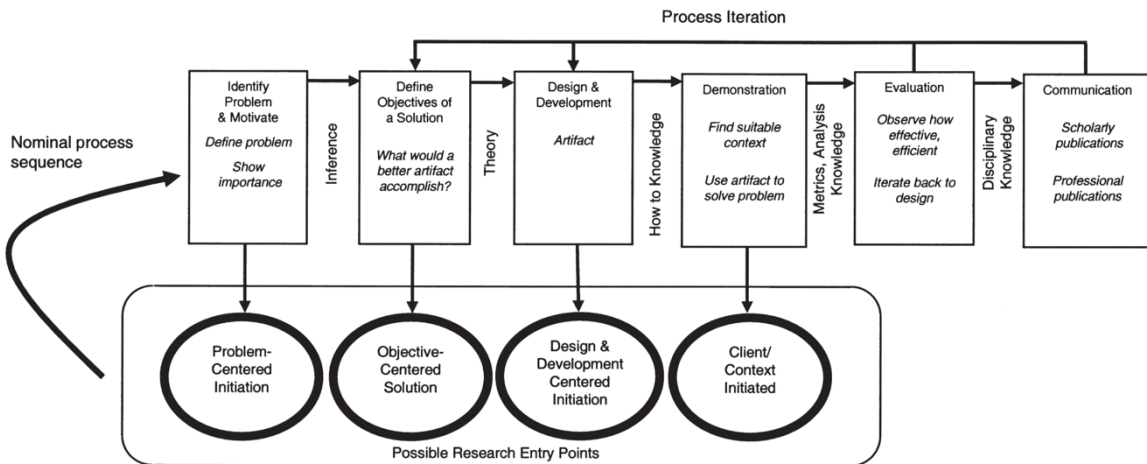 Process Iteration
Nominal process
sequence
Identify
Problem
& Motivate
Define problem
Show
importance
Inference
Define
Objectives of
a Solution
What would a
better artifact
accomplish?
Theory
Design &
Development
Artifact
How to Knowledge
Demonstration
Find suitable
context
Use artifact to
solve problem
Metrics, Analysis
Knowledge
Evaluation
Observe how
effective,
efficient
Iterate back to
design
Disciplinary
Knowledge
Communication
Scholarly
publications
Professional
publications
Problem-
Centered
Initiation
Objective-
Centered
Solution
Design &
Development
Centered
Initiation
Client/
Context
Initiated
Possible Research Entry Points